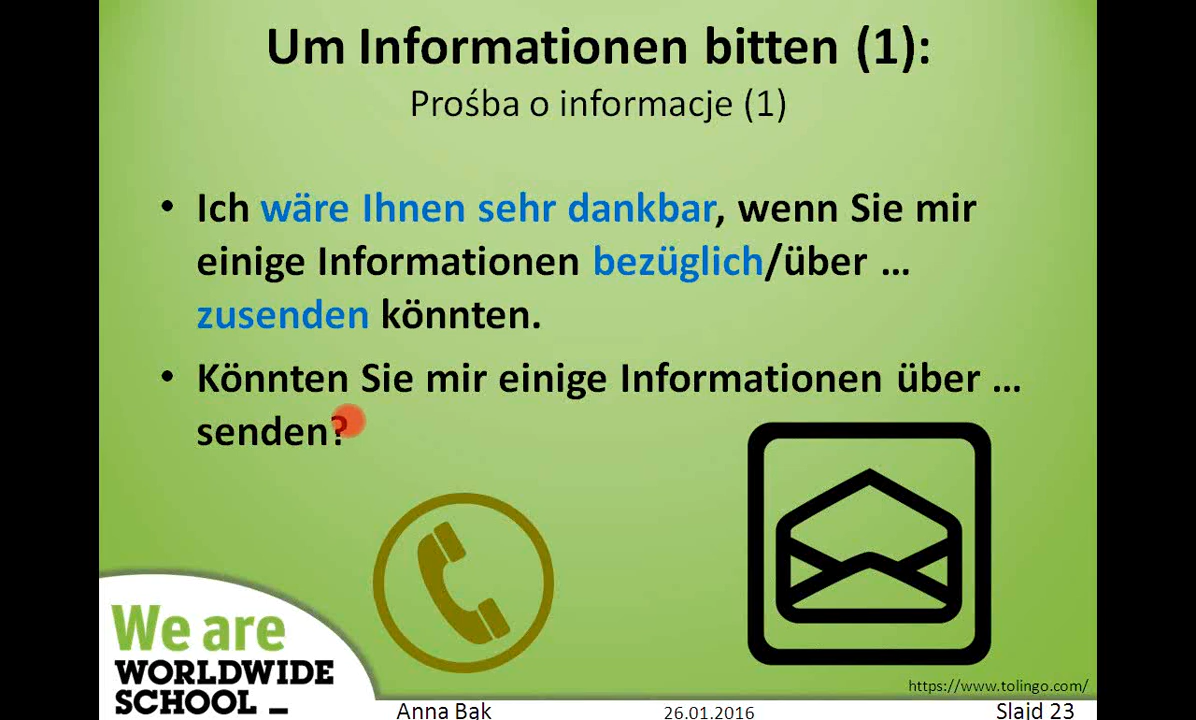 Um Informationen bitten (1):
Prośba o informacje (1)
• Ich wäre Ihnen sehr dankbar, wenn Sie mir
einige Informationen bezüglich/über …
zusenden könnten.
• Könnten Sie mir einige Informationen über …
senden?
We are
WORLDWIDE
SCHOOL _
https://www.tolingo.com/
Anna Bąk
26.01.2016
Slajd 23